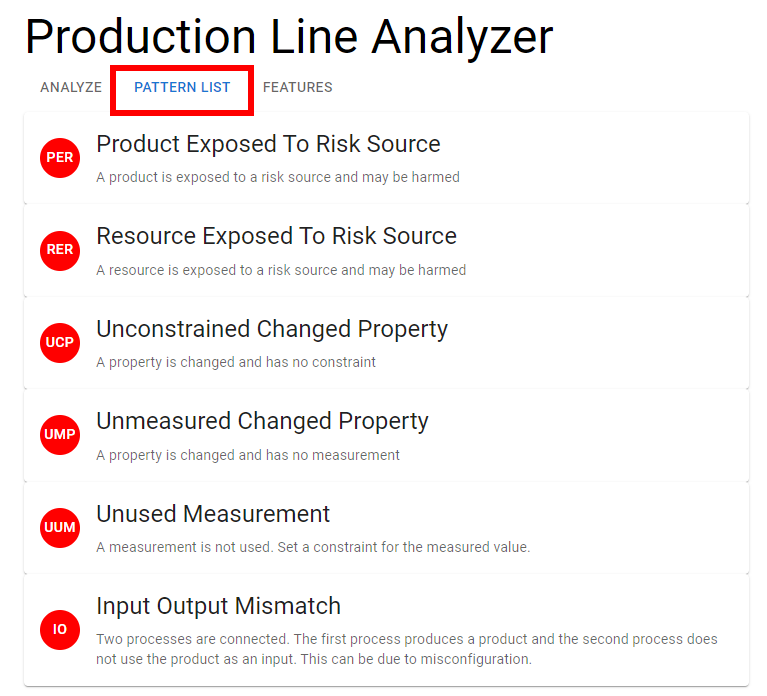 Production Line Analyzer
ANALYZE PATTERN LIST FEATURES
PER
Product Exposed To Risk Source
A product is exposed to a risk source and may be harmed
RER
Resource Exposed To Risk Source
A resource is exposed to a risk source and may be harmed
UCP
Unconstrained Changed Property
A property is changed and has no constraint
UMP
Unmeasured Changed Property
A property is changed and has no measurement
UUM
Unused Measurement
A measurement is not used. Set a constraint for the measured value.
IO
Input Output Mismatch
Two processes are connected. The first process produces a product and the second process does
not use the product as an input. This can be due to misconfiguration.